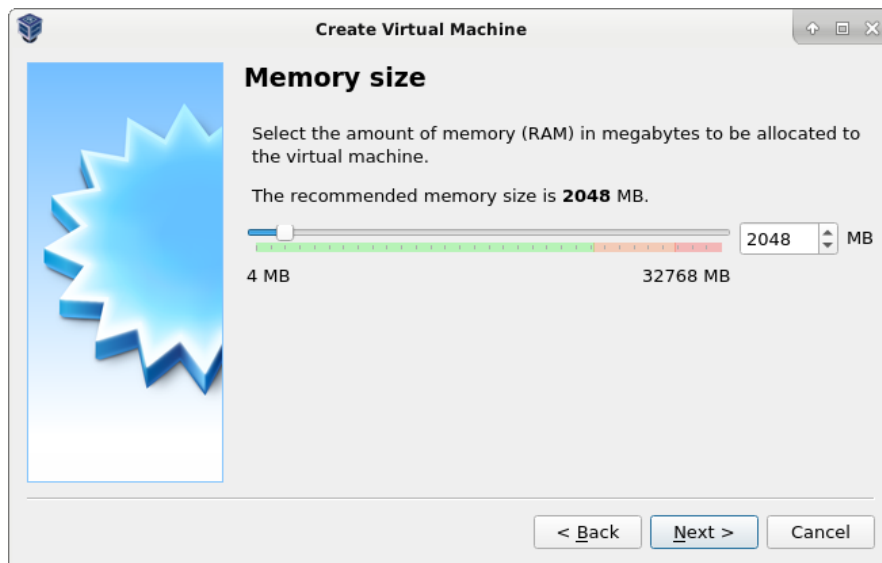 Create Virtual Machine
Memory size
Select the amount of memory (RAM) in megabytes to be allocated to
the virtual machine.
The recommended memory size is 2048 MB.
2048 MB
4 MB 32768 MB
< Back Next > Cancel